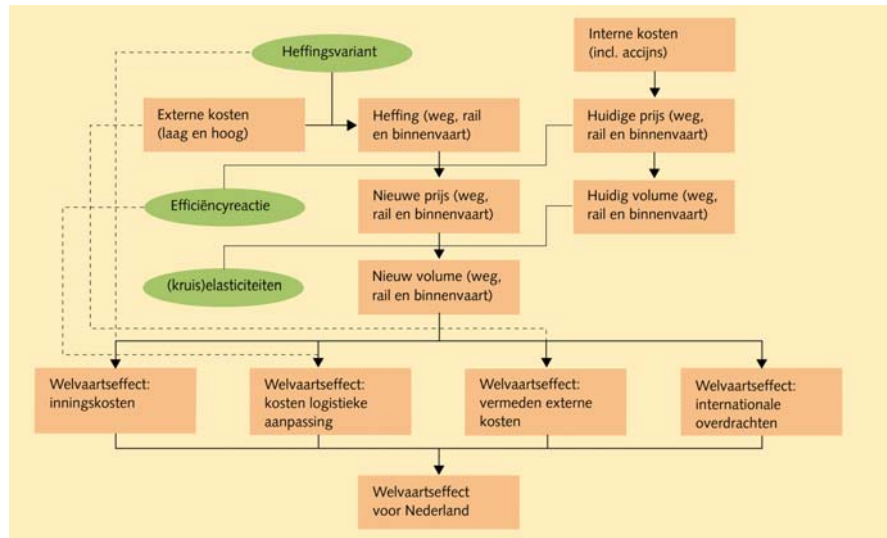 Heffingsvariant
Interne kosten
(incl. accijns)
Externe kosten
(laag en hoog)
Heffing (weg, rail
en binnenvaart)
Huidige prijs (weg,
rail en binnenvaart)
Efficiëncyreactie
Nieuwe prijs (weg,
rail en binnenvaart)
Huidig volume (weg,
rail en binnenvaart)
(kruis)elasticiteiten
Nieuw volume (weg,
rail en binnenvaart)
Welvaartseffect:
inningskosten
Welvaartseffect:
kosten logistieke
aanpassing
Welvaartseffect:
vermeden externe
kosten
Welvaartseffect:
internationale
overdrachten
Welvaartseffect
voor Nederland